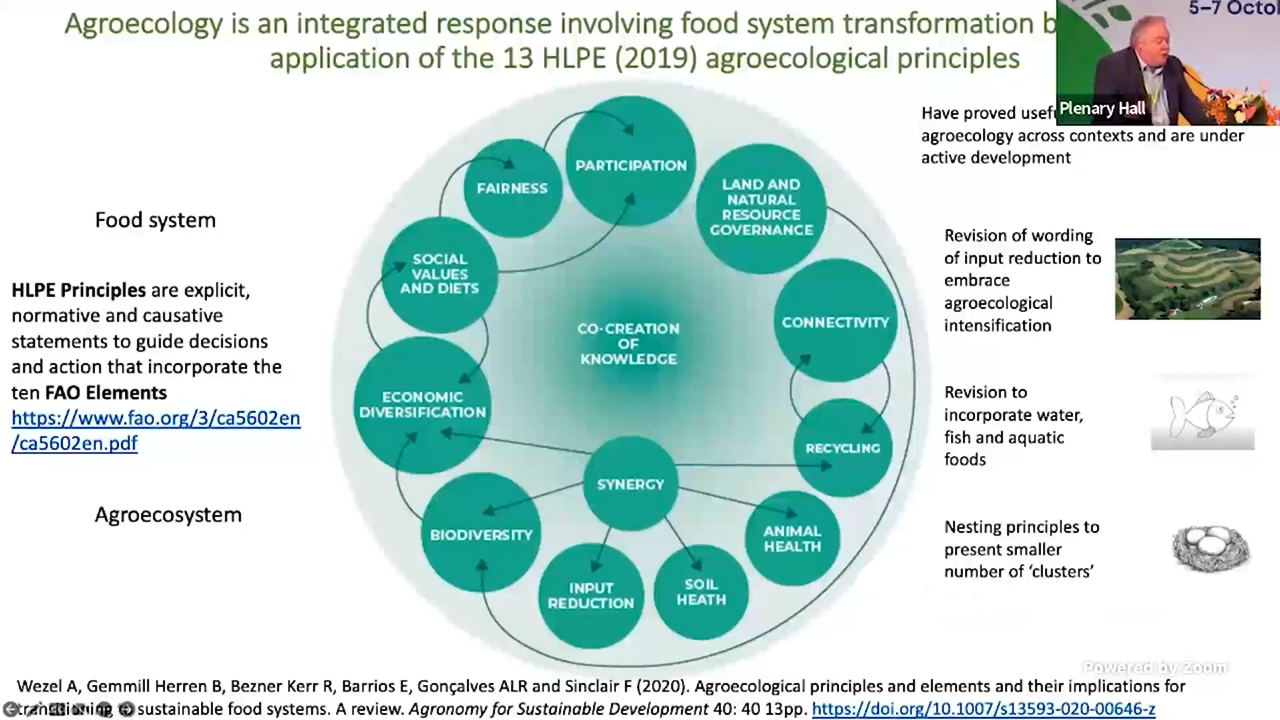 Agroecology is an integrated response involving food system transformation b
application of the 13 HLPE (2019) agroecological principles
5–7 Octo
Plenary Hall
Have proved usef
agroecology across contexts and are under
active development
Food system
HLPE Principles are explicit,
normative and causative
statements to guide decisions
and action that incorporate the
ten FAO Elements
https://www.fao.org/3/ca5602en
/ca5602en.pdf
Agroecosystem
PARTICIPATION
FAIRNESS
LAND AND
NATURAL
RESOURCE
GOVERNANCE
SOCIAL
VALUES
AND DIETS
CONNECTIVITY
CO-CREATION
OF
KNOWLEDGE
ECONOMIC
DIVERSIFICATION
RECYCLING
SYNERGY
BIODIVERSITY
ANIMAL
HEALTH
INPUT
REDUCTION
SOIL
HEATH
Revision of wording
of input reduction to
embrace
agroecological
intensification
Revision to
incorporate water,
fish and aquatic
foods
Nesting principles to
present smaller
number of ‘clusters’
Powered by Zoom
Wezel A, Gemmill Herren B, Bezner Kerr R, Barrios E, Gonçalves ALR and Sinclair F (2020). Agroecological principles and elements and their implications for
transitioning to sustainable food systems. A review. Agronomy for Sustainable Development 40: 40 13pp. https://doi.org/10.1007/s13593-020-00646-z